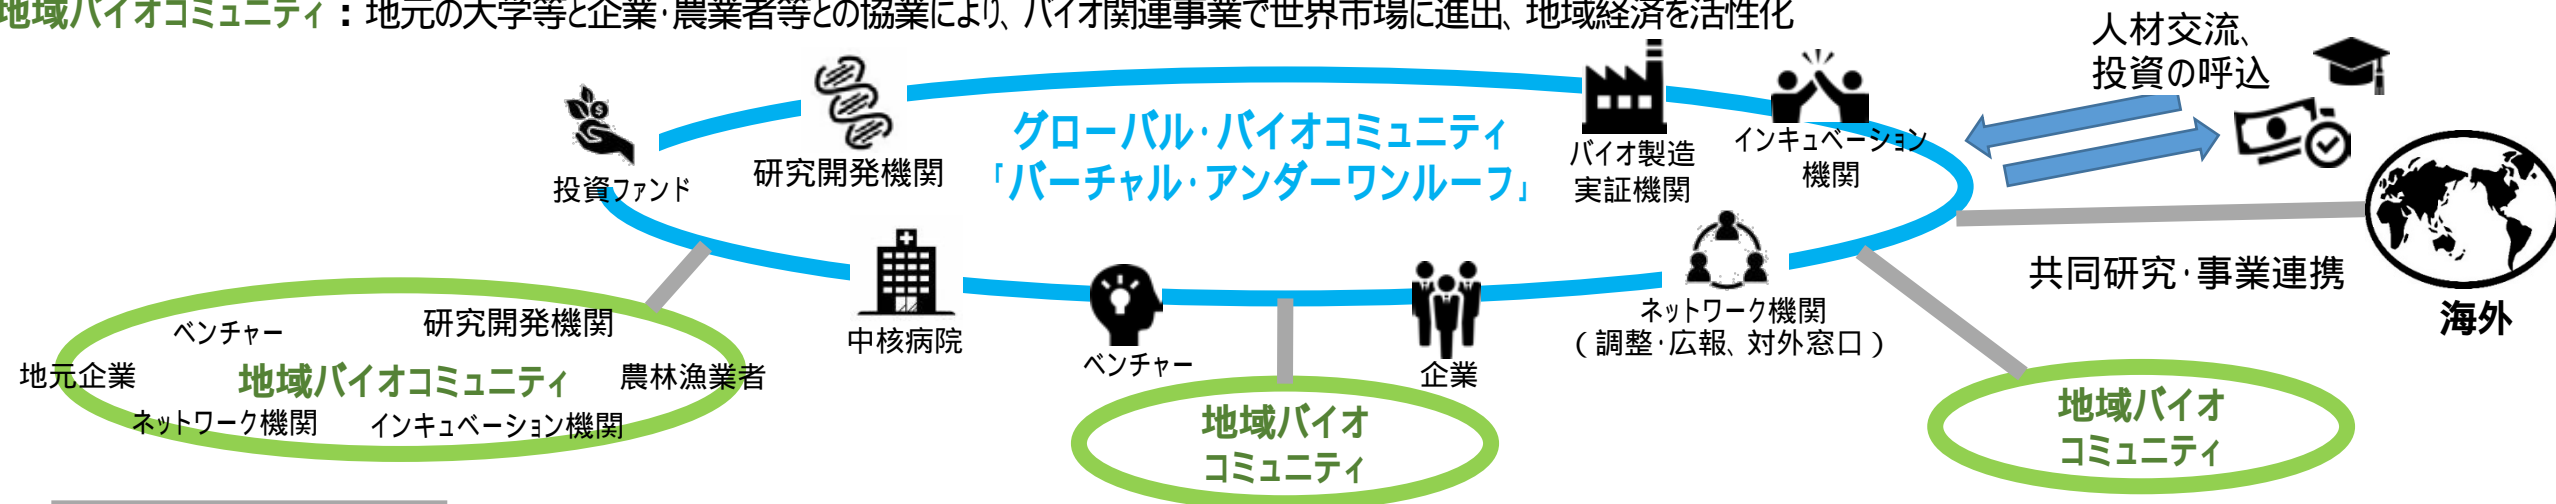 地域バイオコミュニティ：地元の大学等と企業・農業者等との協業により、バイオ関連事業で世界市場に進出、地域経済を活性化
人材交流、
投資の呼込
グローバル・バイオコミュニティ
「バーチャル・アンダーワンルーフ」
投資ファンド
研究開発機関
バイオ製造
実証機関
インキュベーション
機関
中核病院
ベンチャー
企業
ネットワーク機関
（調整・広報、対外窓口）
共同研究・事業連携
海外
ベンチャー
研究開発機関
地元企業
地域バイオコミュニティ
農林漁業者
ネットワーク機関
インキュベーション機関
地域バイオ
コミュニティ
地域バイオ
コミュニティ